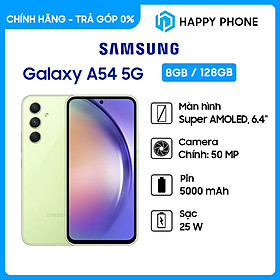 CHÍNH HÃNG - TRẢ GÓP 0%
HAPPY PHONE
SAMSUNG
Galaxy A54 5G
8GB / 128GB
Màn hình
Super AMOLED, 6.4"
Camera
Chính: 50 MP
Pin
5000 mAh
Sạc
25 W
SAMSUNG